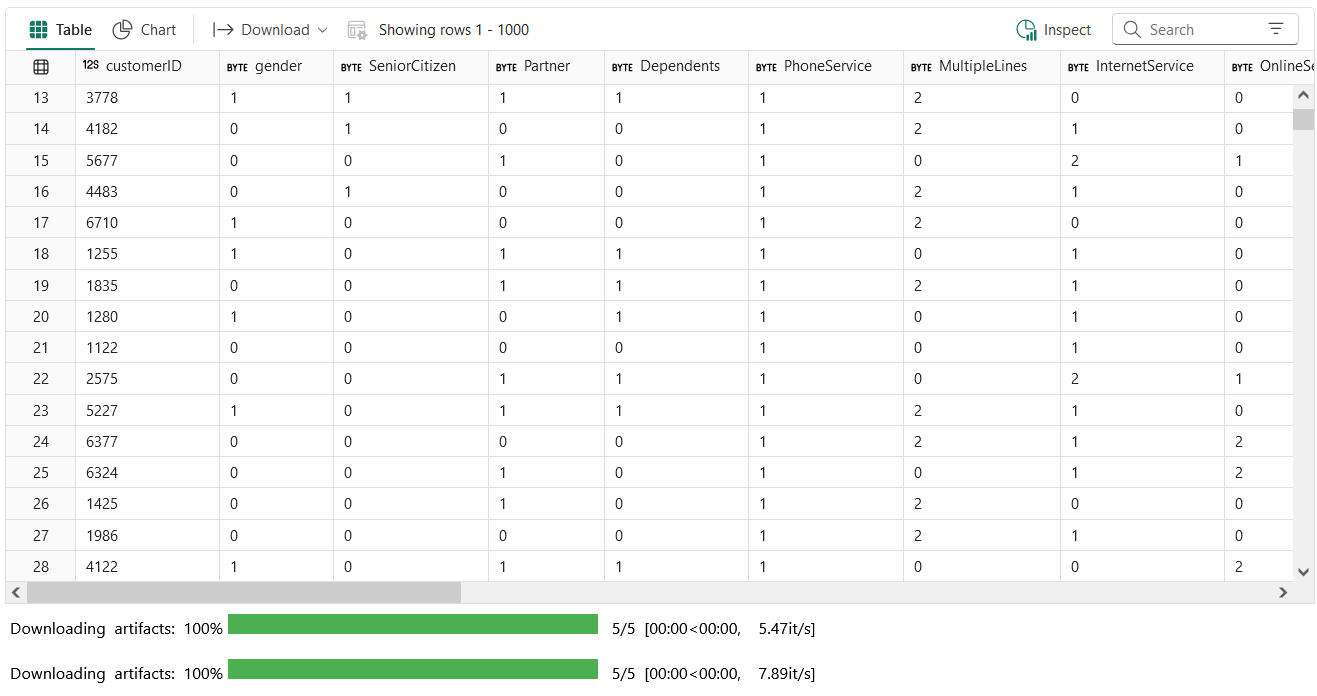 Table Chart Download Showing rows 1 - 1000 Inspect Search
123 customerID BYTE gender BYTE SeniorCitizen BYTE Partner BYTE Dependents BYTE PhoneService BYTE MultipleLines BYTE InternetService BYTE OnlineSe
13 3778 1 1 1 1 1 2 0 0
14 4182 0 1 0 0 1 2 1 0
15 5677 0 0 1 0 1 0 2 1
16 4483 0 1 0 0 1 2 1 0
17 6710 1 0 0 0 1 2 0 0
18 1255 1 0 1 1 1 0 1 0
19 1835 0 0 1 1 1 2 1 0
20 1280 1 0 0 1 1 0 1 0
21 1122 0 0 0 0 1 0 1 0
22 2575 0 0 1 1 1 0 2 1
23 5227 1 0 1 1 1 2 1 0
24 6377 0 0 0 0 1 2 1 2
25 6324 0 0 1 0 1 0 1 2
26 1425 0 0 1 0 1 2 0 0
27 1986 0 0 0 0 1 2 1 0
28 4122 1 0 1 1 1 0 0 2
Downloading artifacts: 100% 5/5 [00:00<00:00, 5.47it/s]
Downloading artifacts: 100% 5/5 [00:00<00:00, 7.89it/s]